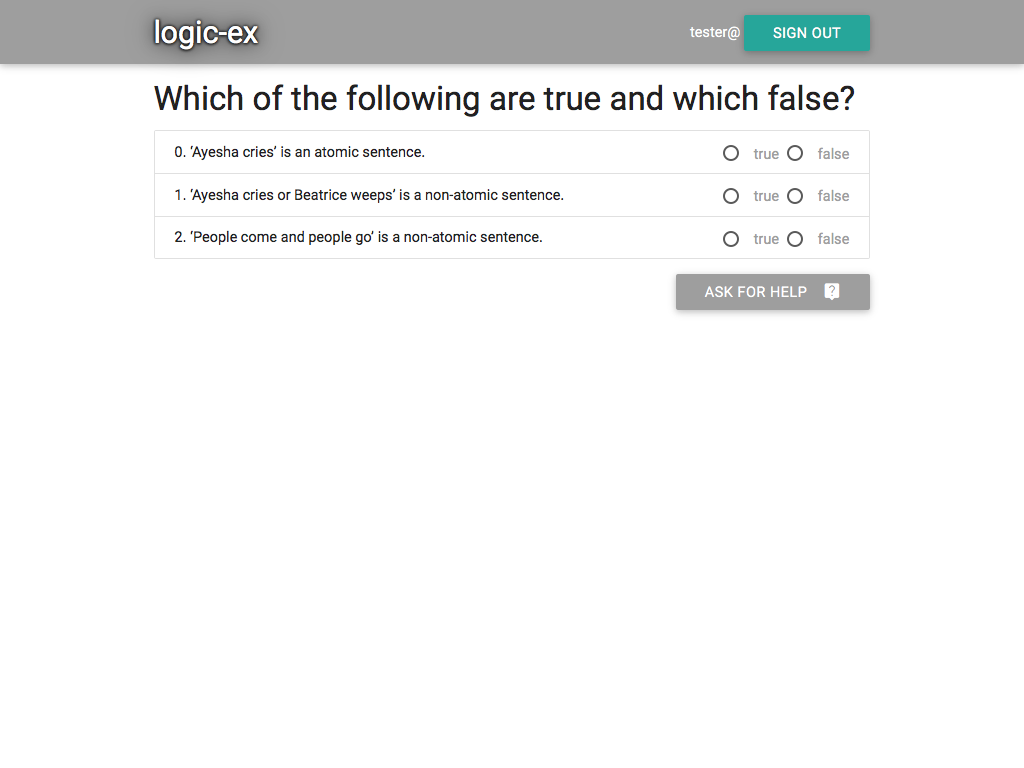 logic-ex
tester@ SIGN OUT
Which of the following are true and which false?
0. ‘Ayesha cries’ is an atomic sentence. true false
1. ‘Ayesha cries or Beatrice weeps’ is a non-atomic sentence. true false
2. ‘People come and people go’ is a non-atomic sentence. true false
ASK FOR HELP ?